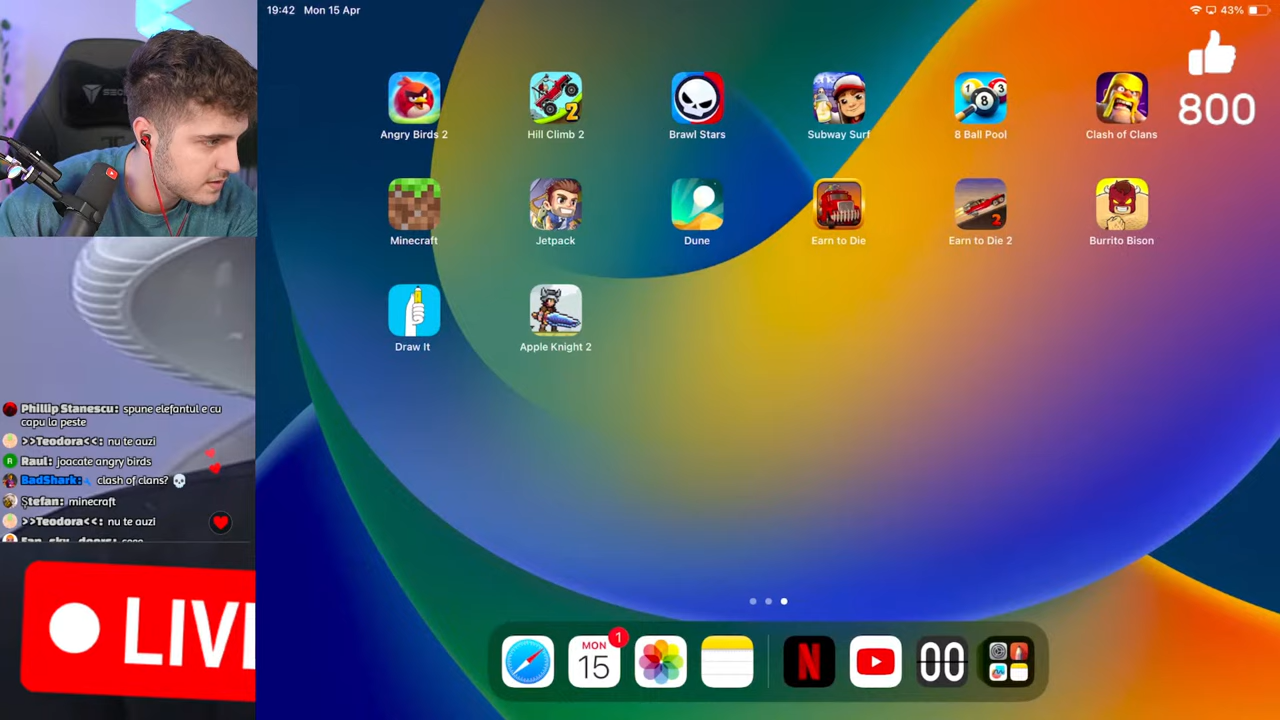 19:42 Mon 15 Apr
43%
800
Angry Birds 2
Hill Climb 2
Brawl Stars
Subway Surf
8 Ball Pool
Clash of Clans
Minecraft
Jetpack
Dune
Earn to Die
Earn to Die 2
Burrito Bison
Draw It
Apple Knight 2
Phillip Stanescu: spune elefantul e cu
capu la peste
>>Teodora<<: nu te auzi
Raul: joacate angry birds
BadShark: clash of clans?
Ștefan: minecraft
>>Teodora<<: nu te auzi
LIVE
MON
15
1
N
00